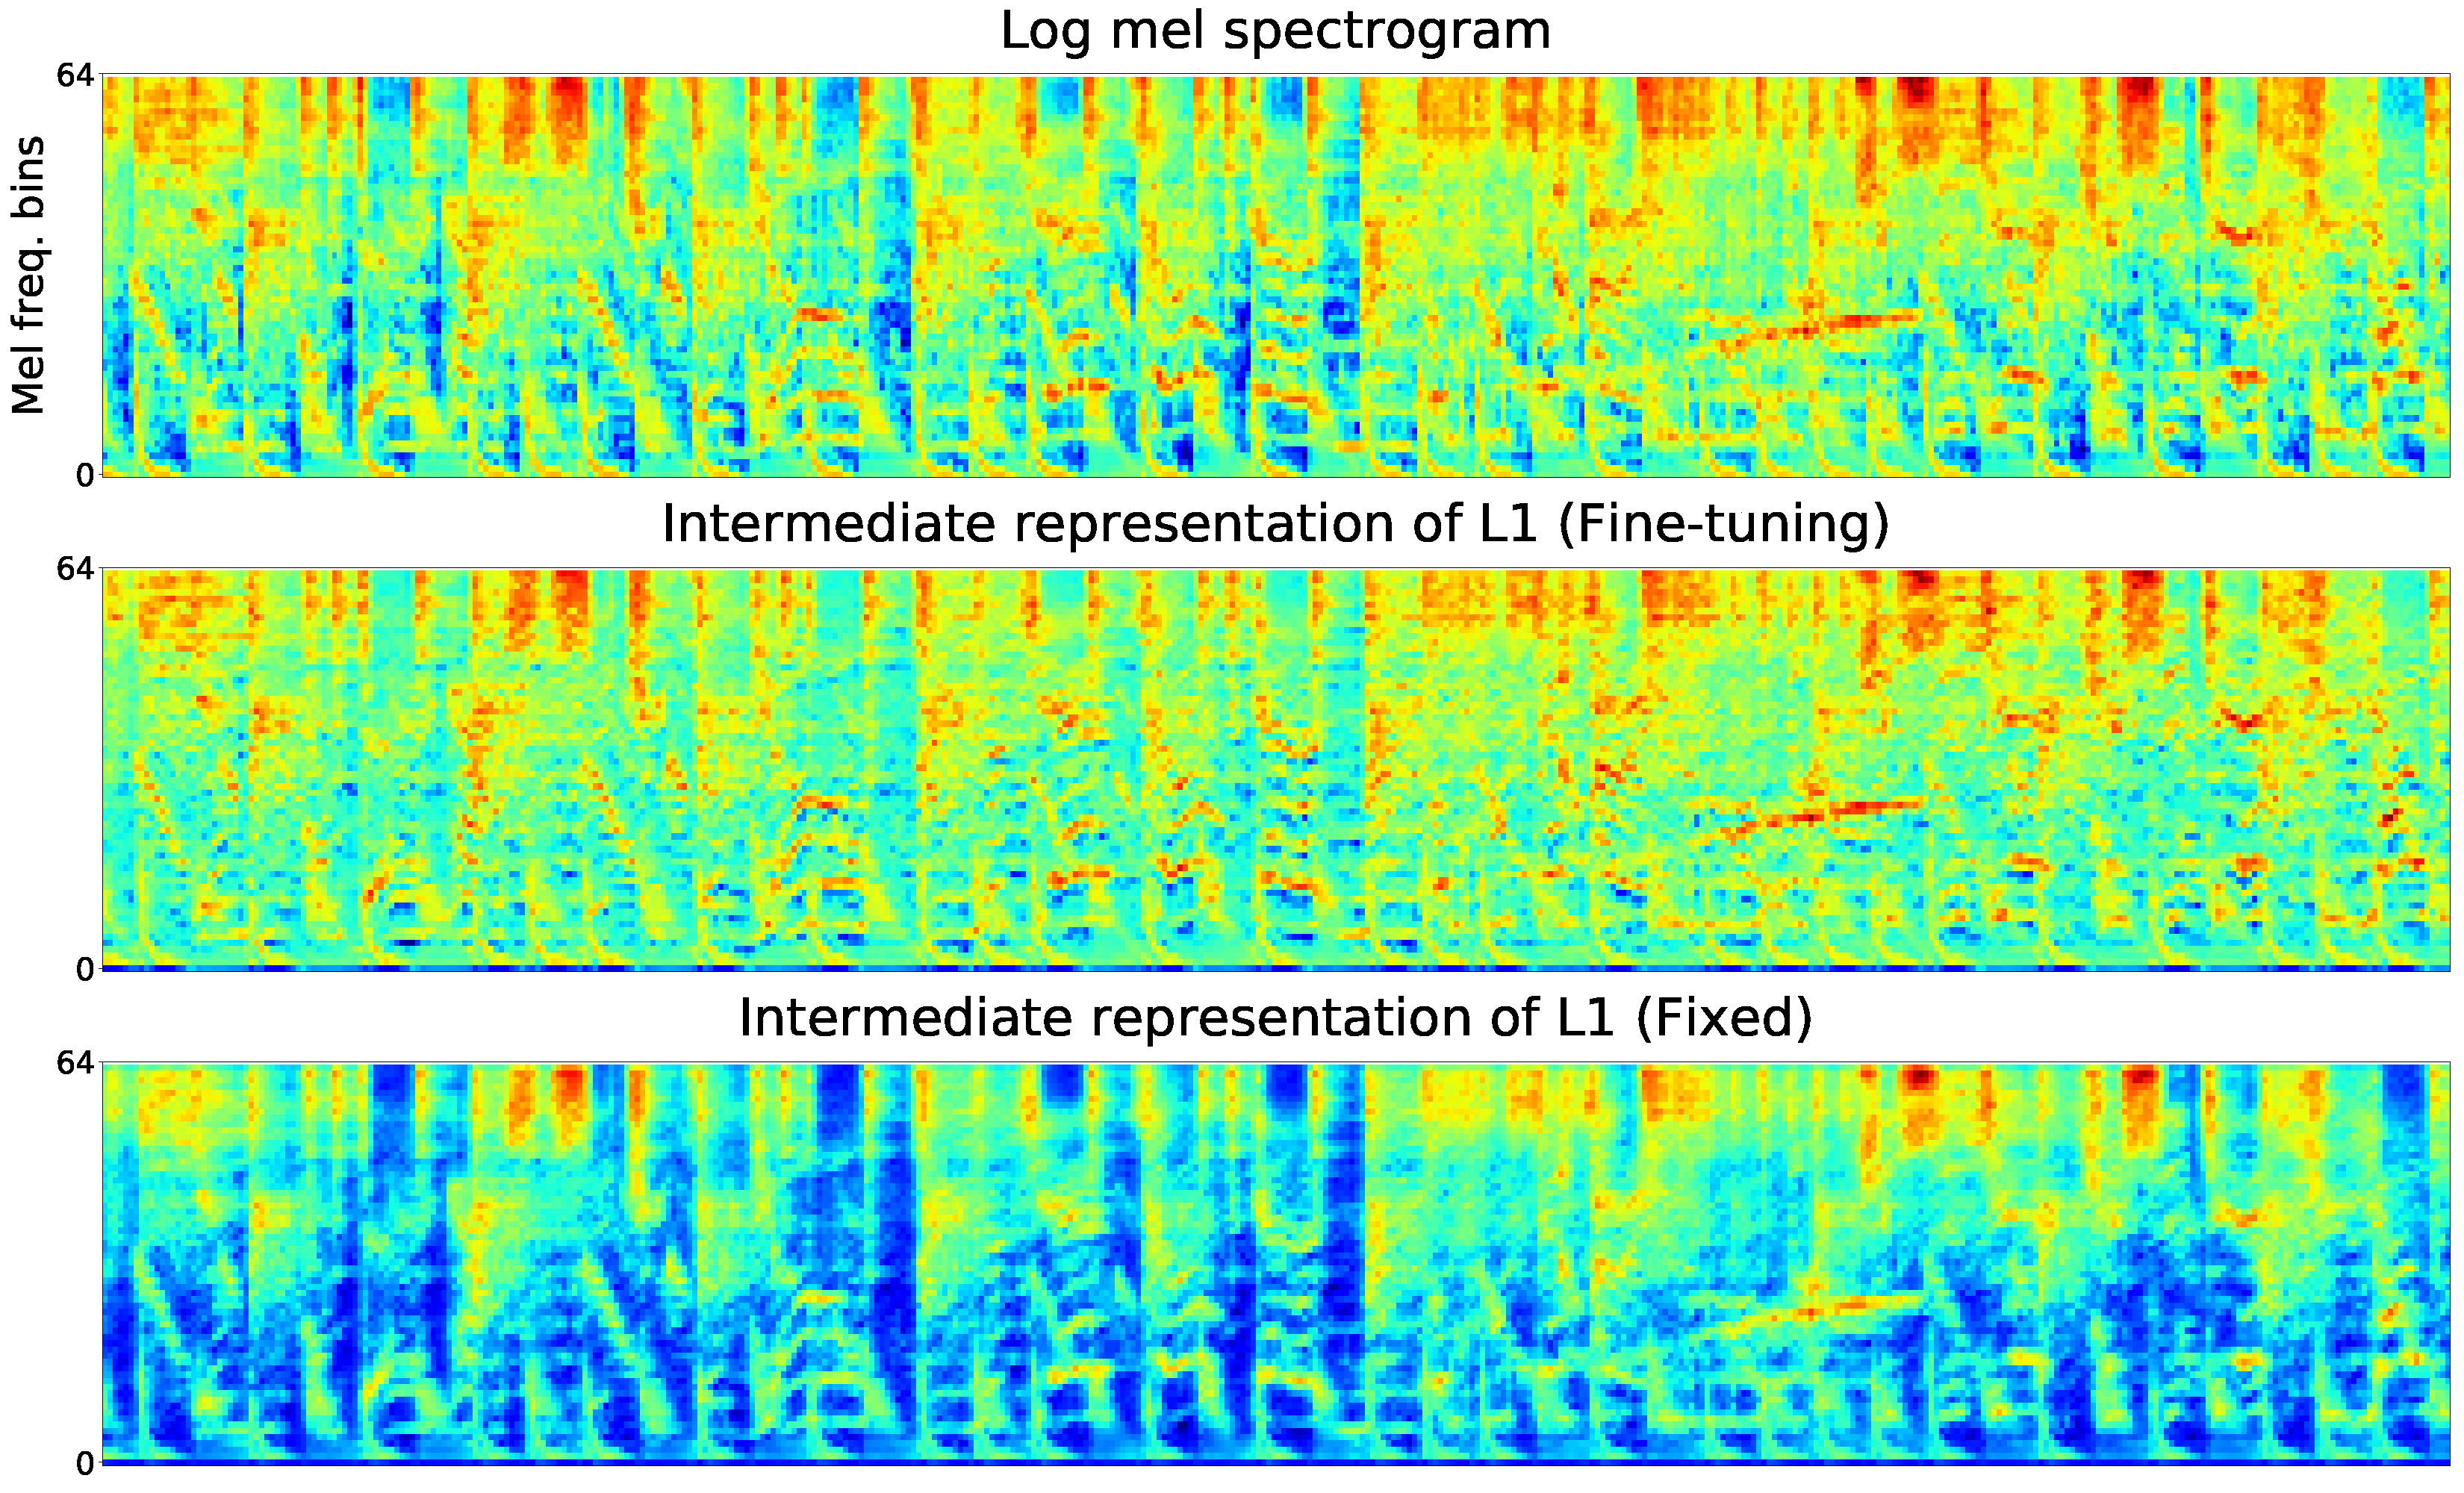 Log mel spectrogram
64
Mel freq. bins
0
Intermediate representation of L1 (Fine-tuning)
64
0
Intermediate representation of L1 (Fixed)
64
0